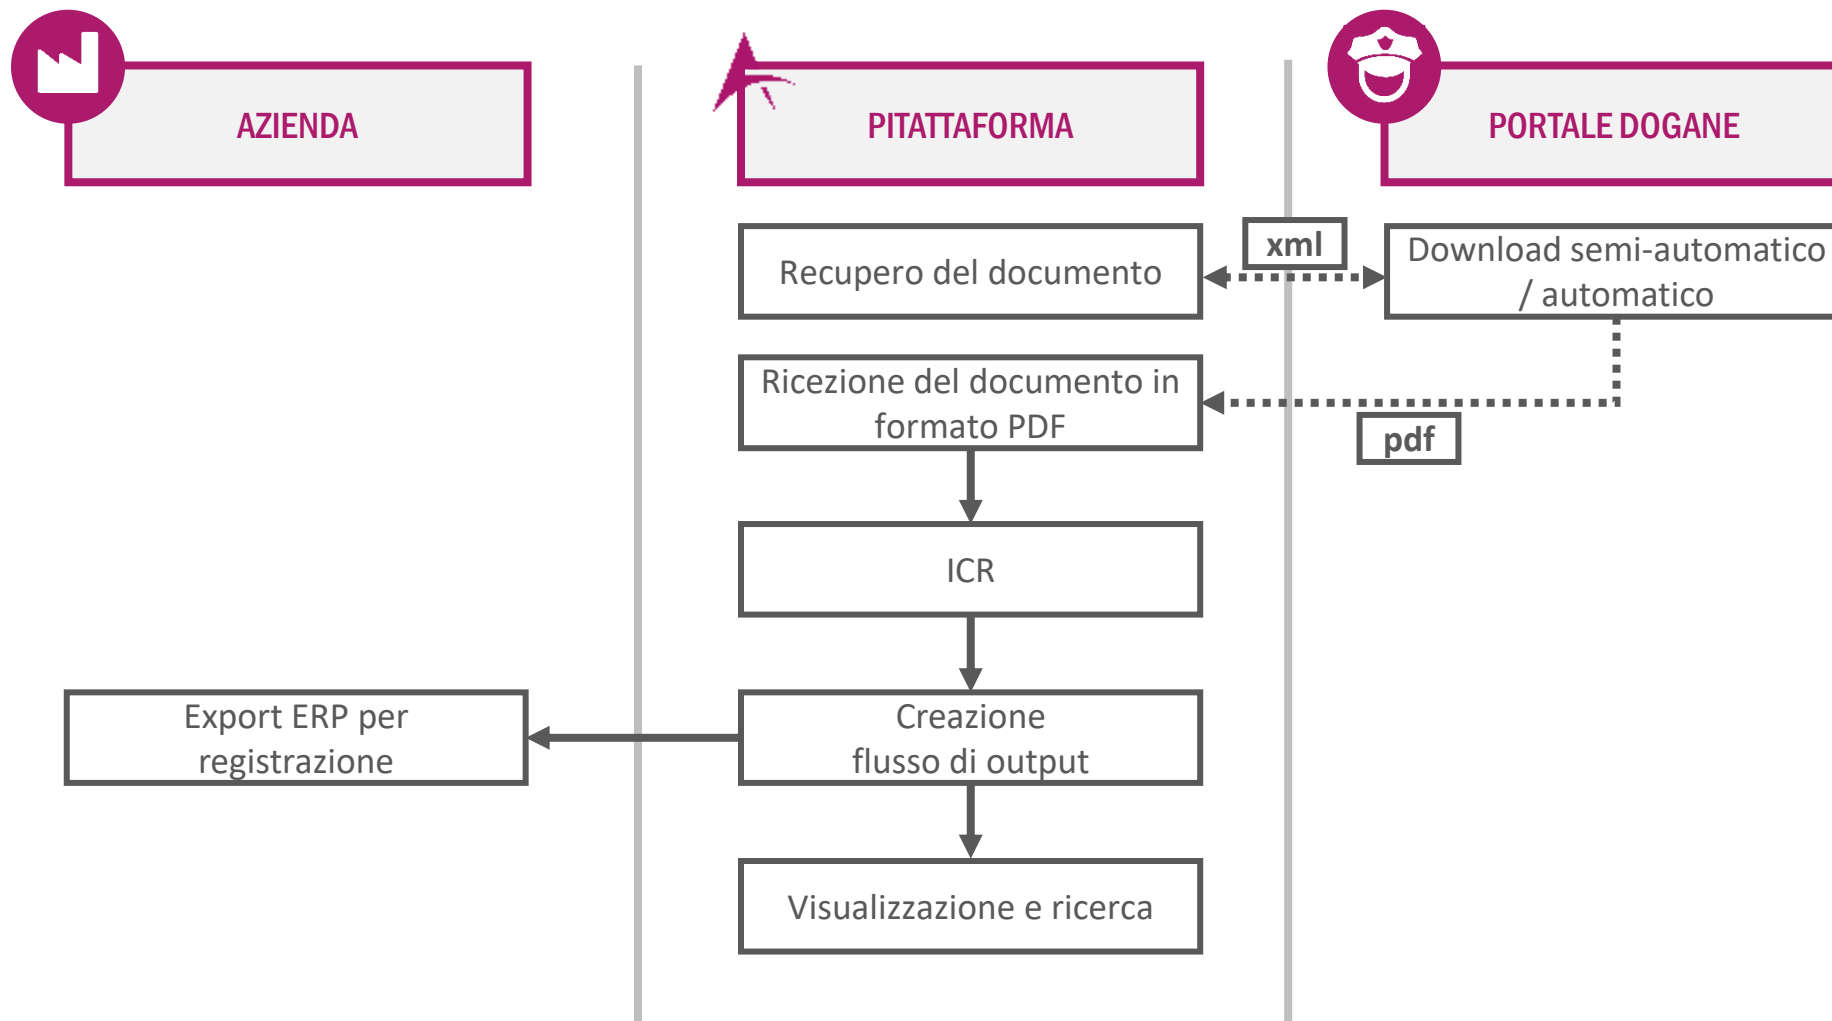 AZIENDA
PITATTAFORMA
PORTALE DOGANE
Recupero del documento
xml
Download semi-automatico
/ automatico
Ricezione del documento in
formato PDF
pdf
ICR
Export ERP per
registrazione
Creazione
flusso di output
Visualizzazione e ricerca